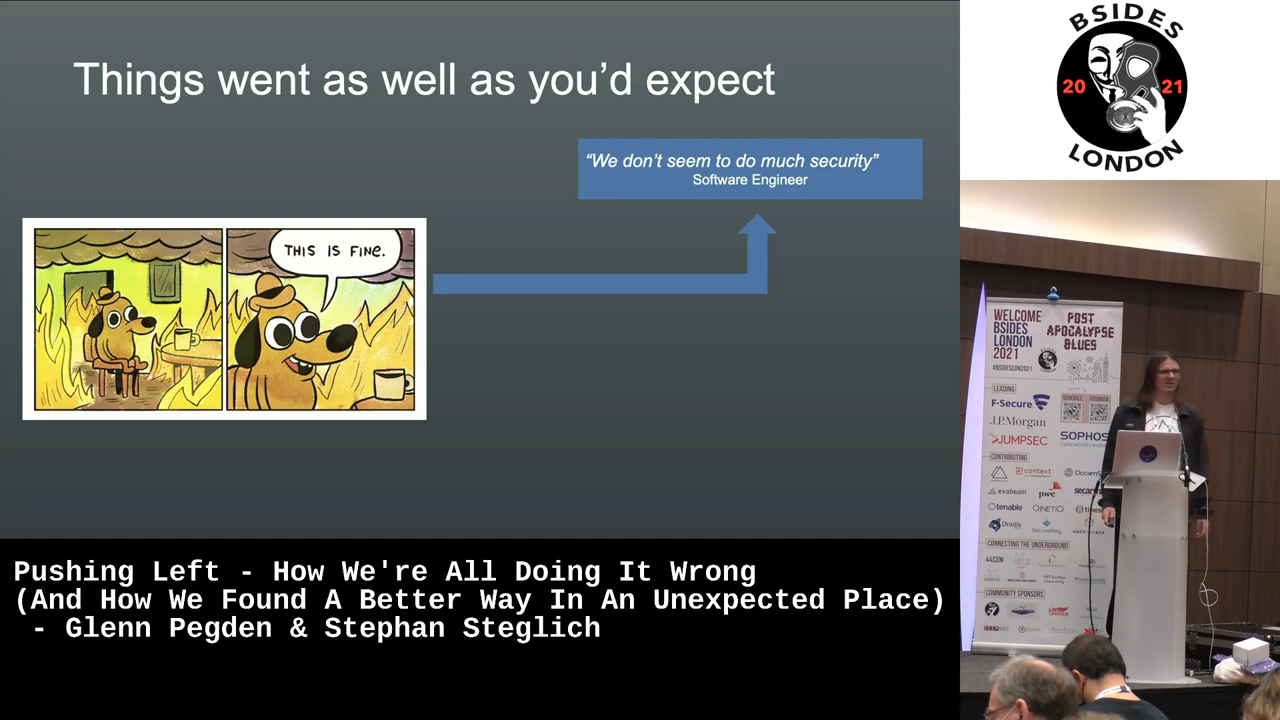 Things went as well as you'd expect
“We don't seem to do much security”
Software Engineer
THIS IS FINE.
BSIDES
20 21
LONDON
WELCOME
BSIDES
LONDON
2021
#BSIDESLDN2021
POST
APOCALYPSE
BLUES
LEADING
SCHEDULE
FEEDBACK
F-Secure
J.P.Morgan
JUMPSEC
SOPHOS
CONTRIBUTING
context
exabeam
pwc
tenable
QINETIQ
Dradis
CONNECTING THE UNDERGROUND
44CON
COMMUNITY SPONSORS
Pushing Left - How We're All Doing It Wrong
(And How We Found A Better Way In An Unexpected Place)
- Glenn Pegden & Stephan Steglich